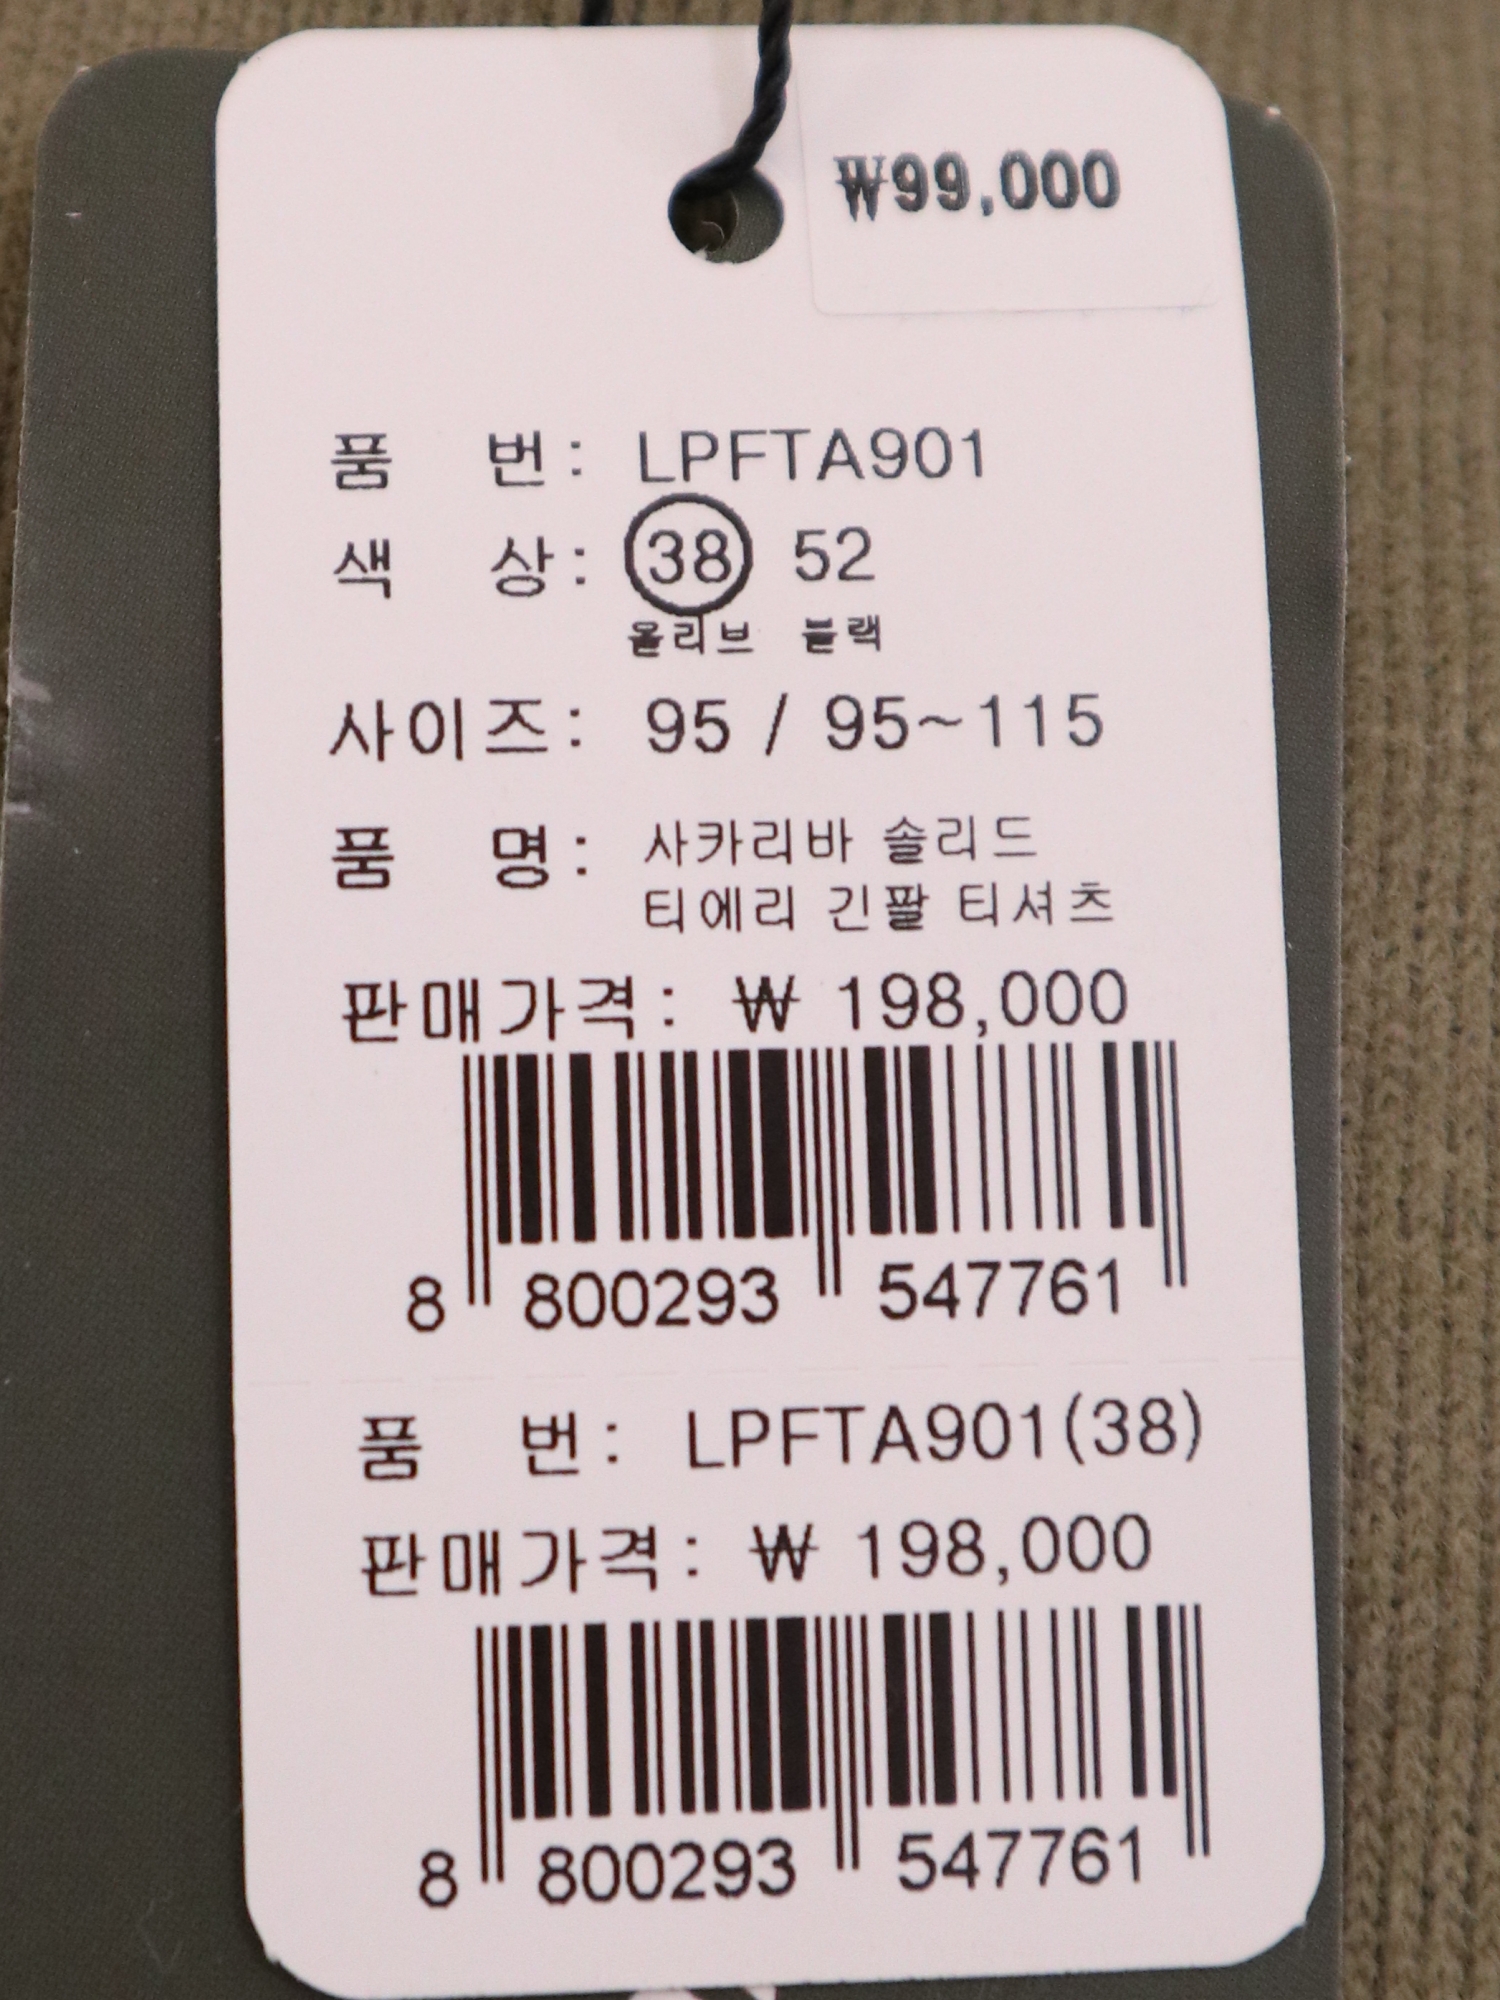 ₩99,000
품 번: LPFTA901
색 상: 38 52
올리브 블랙
사이즈: 95 / 95~115
품 명: 사카리바 솔리드
티에리 긴팔 티셔츠
판매가격: ₩ 198,000
8 800293 547761
품 번: LPFTA901(38)
판매가격: ₩ 198,000
8 800293 547761